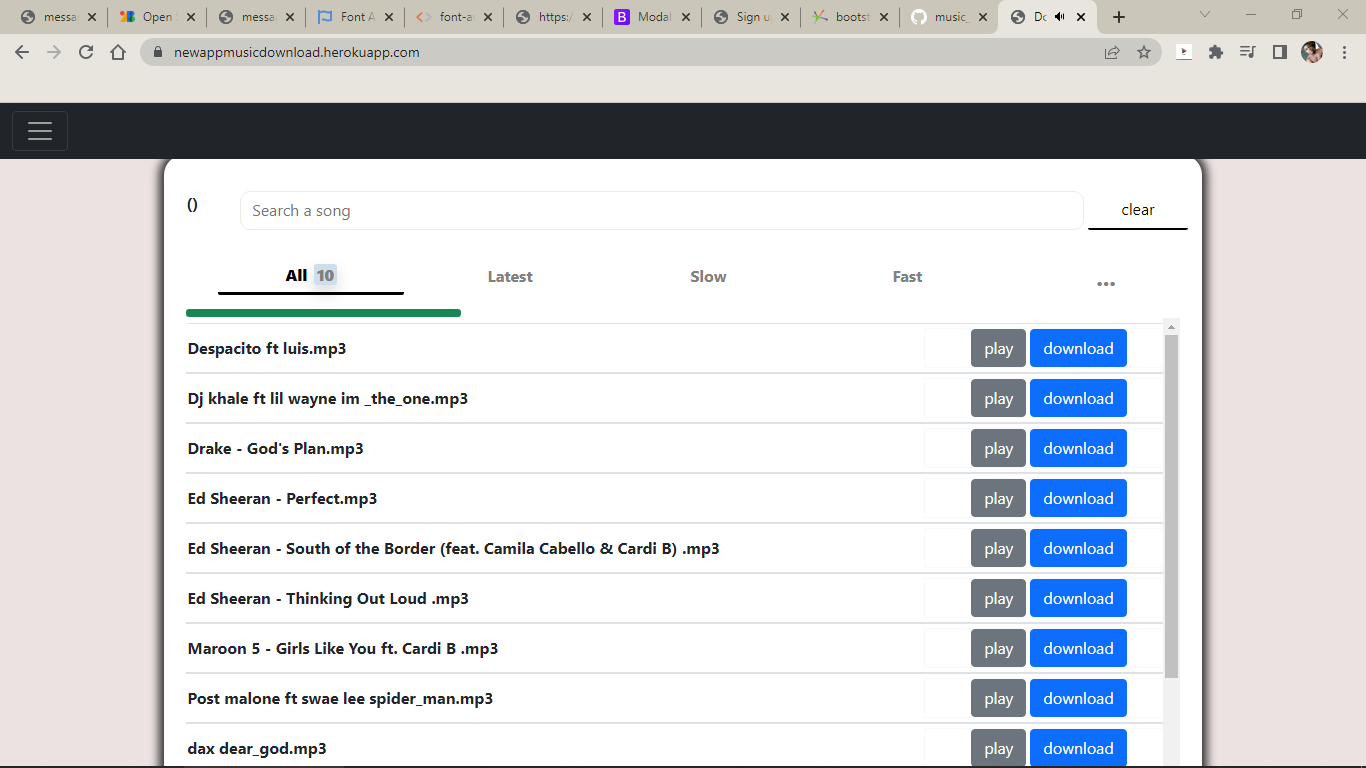 messa
Open
messa
Font A
font-a
https:/
Modal
Sign u
bootst
music_
Do
newappmusicdownload.herokuapp.com
()
Search a song
clear
All 10
Latest
Slow
Fast
...
Despacito ft luis.mp3 play download
Dj khale ft lil wayne im _the_one.mp3 play download
Drake - God's Plan.mp3 play download
Ed Sheeran - Perfect.mp3 play download
Ed Sheeran - South of the Border (feat. Camila Cabello & Cardi B) .mp3 play download
Ed Sheeran - Thinking Out Loud .mp3 play download
Maroon 5 - Girls Like You ft. Cardi B .mp3 play download
Post malone ft swae lee spider_man.mp3 play download
dax dear_god.mp3 play download